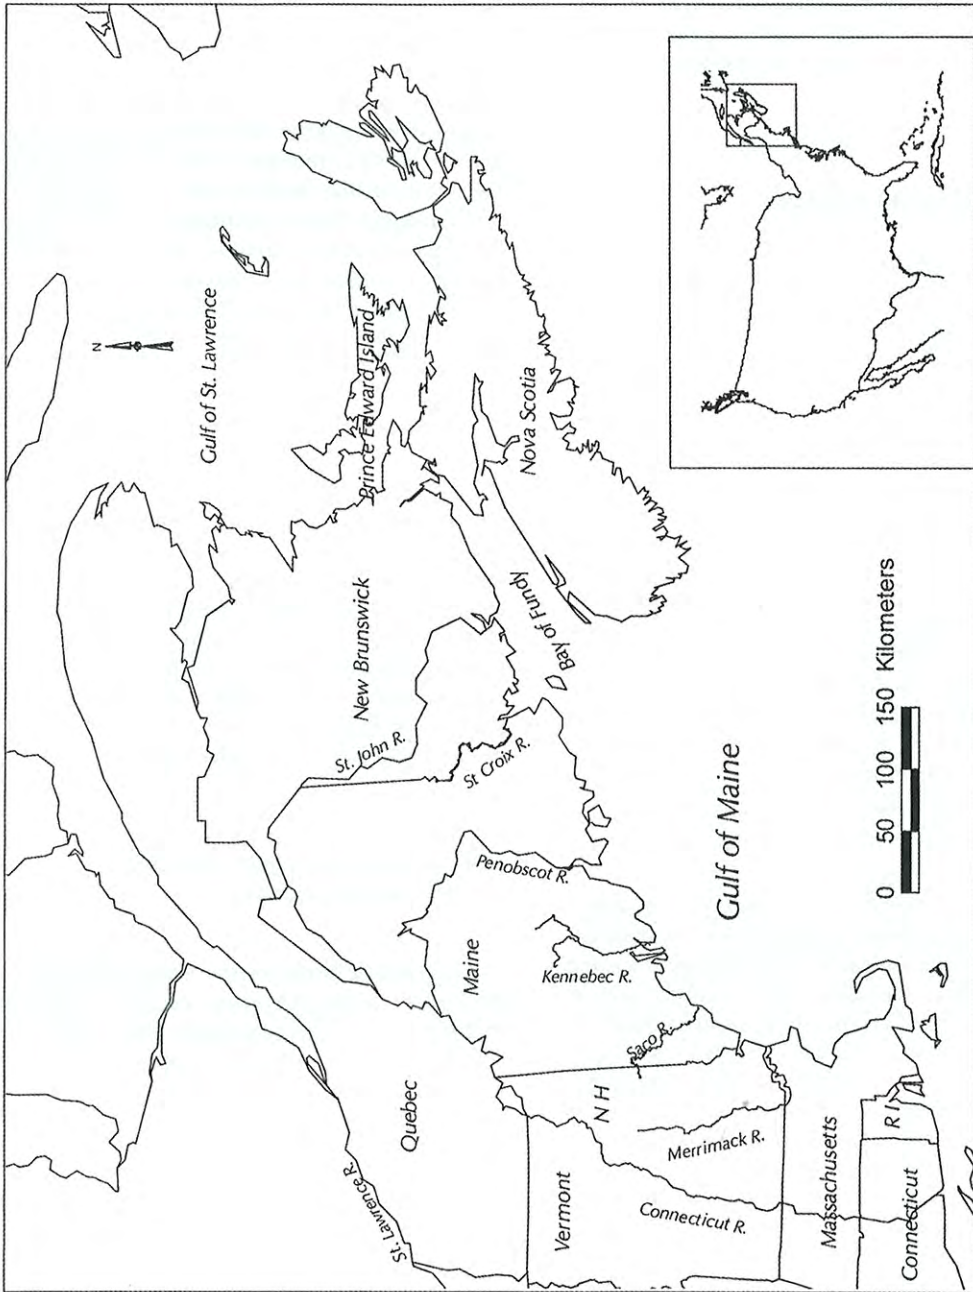 N
Gulf of St. Lawrence
Prince Edward Island
Nova Scotia
New Brunswick
Bay of Fundy
St. John R.
St Croix R.
Quebec
St. Lawrence R.
Maine
Penobscot R.
Kennebec R.
Saco R.
Gulf of Maine
N H
Vermont
Merrimack R.
Connecticut R.
Massachusetts
R I
Connecticut
0 50 100 150 Kilometers